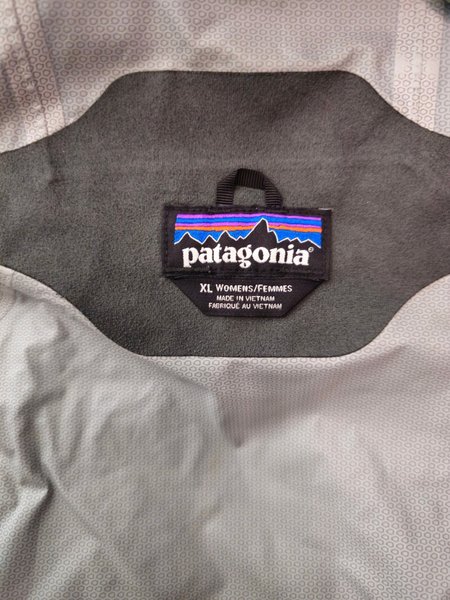 patagonia®
XL WOMENS/FEMMES
MADE IN VIETNAM
FABRIQUÉ AU VIETNAM